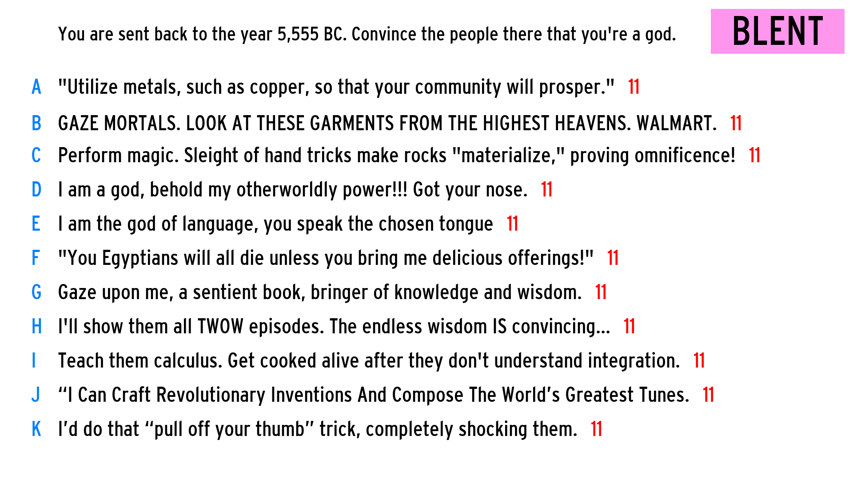 You are sent back to the year 5,555 BC. Convince the people there that you're a god.
BLENT
A "Utilize metals, such as copper, so that your community will prosper." 11
B GAZE MORTALS. LOOK AT THESE GARMENTS FROM THE HIGHEST HEAVENS. WALMART. 11
C Perform magic. Sleight of hand tricks make rocks "materialize," proving omnificence! 11
D I am a god, behold my otherworldly power!!! Got your nose. 11
E I am the god of language, you speak the chosen tongue 11
F "You Egyptians will all die unless you bring me delicious offerings!" 11
G Gaze upon me, a sentient book, bringer of knowledge and wisdom. 11
H I'll show them all TWOW episodes. The endless wisdom IS convincing... 11
I Teach them calculus. Get cooked alive after they don't understand integration. 11
J “I Can Craft Revolutionary Inventions And Compose The World’s Greatest Tunes. 11
K I’d do that “pull off your thumb” trick, completely shocking them. 11